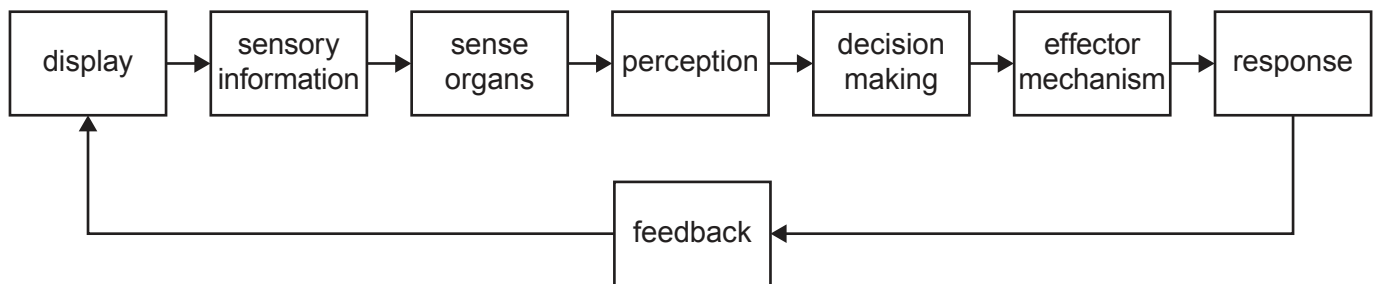 display
sensory
information
sense
organs
perception
decision
making
effector
mechanism
response
feedback